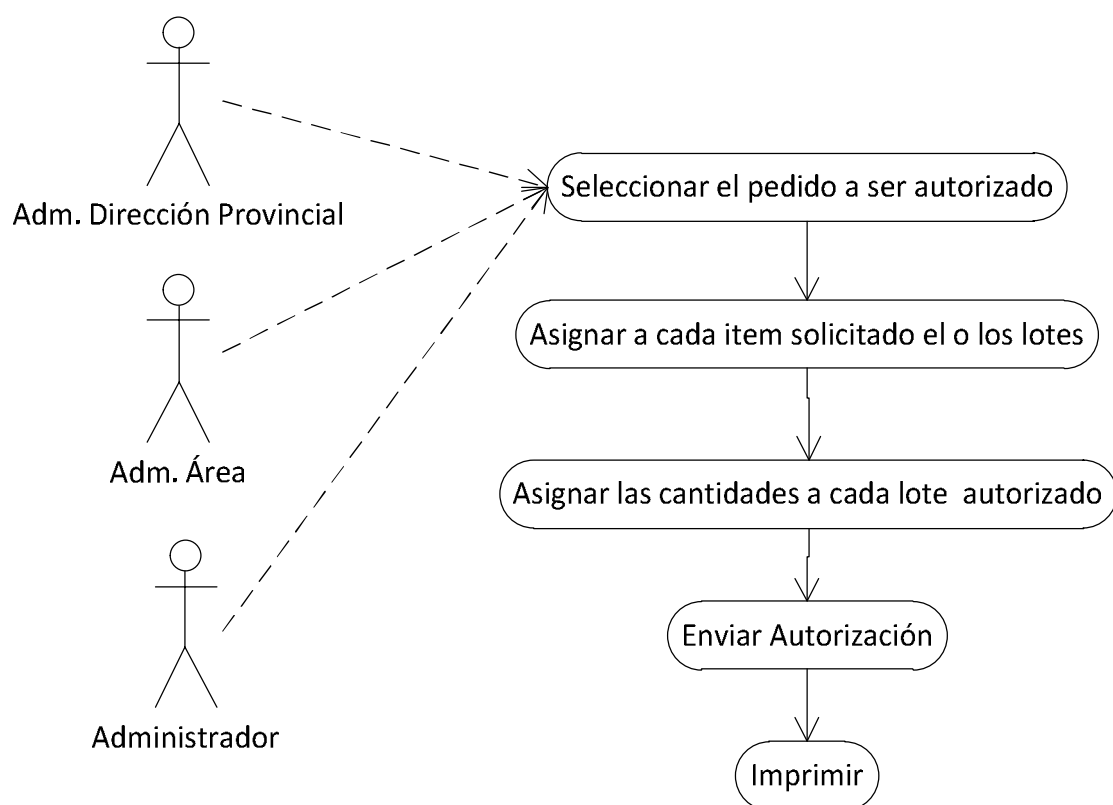 Adm. Dirección Provincial
Adm. Área
Administrador
Seleccionar el pedido a ser autorizado
Asignar a cada item solicitado el o los lotes
Asignar las cantidades a cada lote  autorizado
Enviar Autorización
Imprimir